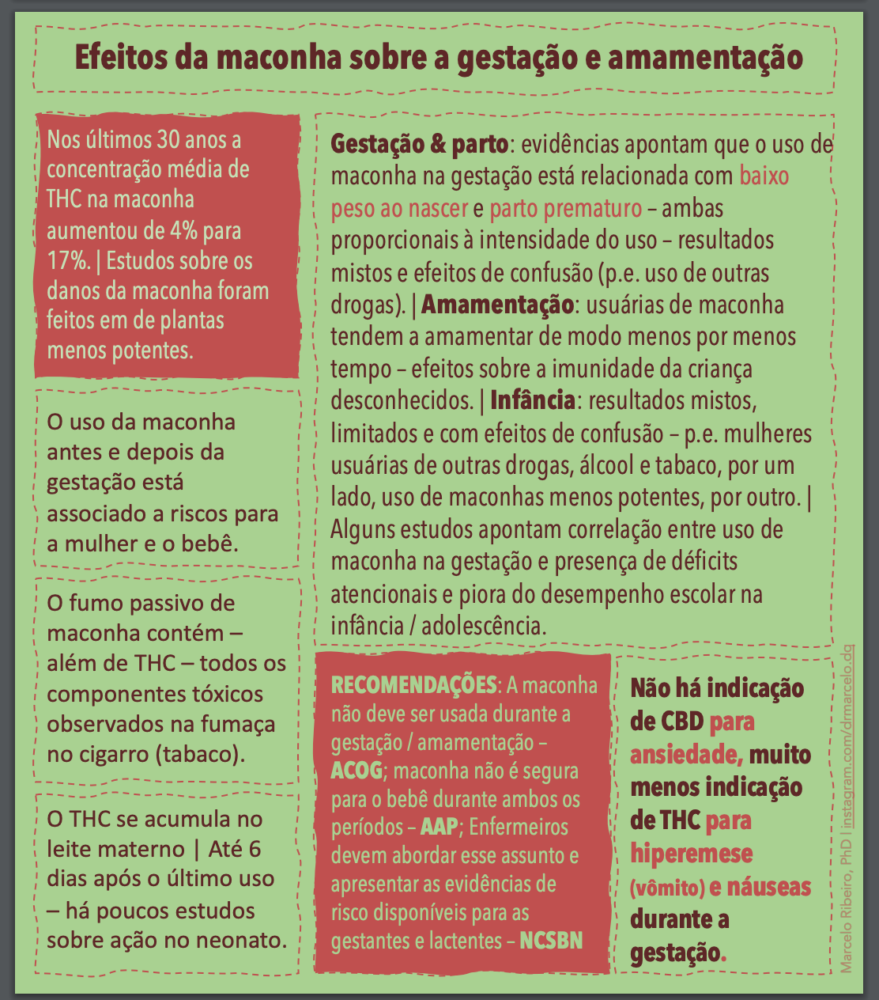 Efeitos da maconha sobre a gestação e amamentação
Nos últimos 30 anos a
concentração média de
THC na maconha
aumentou de 4% para
17%. | Estudos sobre os
danos da maconha foram
feitos em de plantas
menos potentes.
O uso da maconha
antes e depois da
gestação está
associado a riscos para
a mulher e o bebê.
O fumo passivo de
maconha contém –
além de THC – todos os
componentes tóxicos
observados na fumaça
no cigarro (tabaco).
O THC se acumula no
leite materno | Até 6
dias após o último uso
– há poucos estudos
sobre ação no neonato.
Gestação & parto: evidências apontam que o uso de
maconha na gestação está relacionada com baixo
peso ao nascer e parto prematuro – ambas
proporcionais à intensidade do uso – resultados
mistos e efeitos de confusão (p.e. uso de outras
drogas). | Amamentação: usuárias de maconha
tendem a amamentar de modo menos por menos
tempo – efeitos sobre a imunidade da criança
desconhecidos. | Infância: resultados mistos,
limitados e com efeitos de confusão – p.e. mulheres
usuárias de outras drogas, álcool e tabaco, por um
lado, uso de maconhas menos potentes, por outro. |
Alguns estudos apontam correlação entre uso de
maconha na gestação e presença de déficits
atencionais e piora do desempenho escolar na
infância / adolescência.
RECOMENDAÇÕES: A maconha
não deve ser usada durante a
gestação / amamentação –
ACOG; maconha não é segura
para o bebê durante ambos os
períodos – AAP; Enfermeiros
devem abordar esse assunto e
apresentar as evidências de
risco disponíveis para as
gestantes e lactentes – NCSBN
Não há indicação
de CBD para
ansiedade, muito
menos indicação
de THC para
hiperemese
(vômito) e náuseas
durante a
gestação.
Marcelo Ribeiro, PhD | instagram.com/drmarcelo.dq